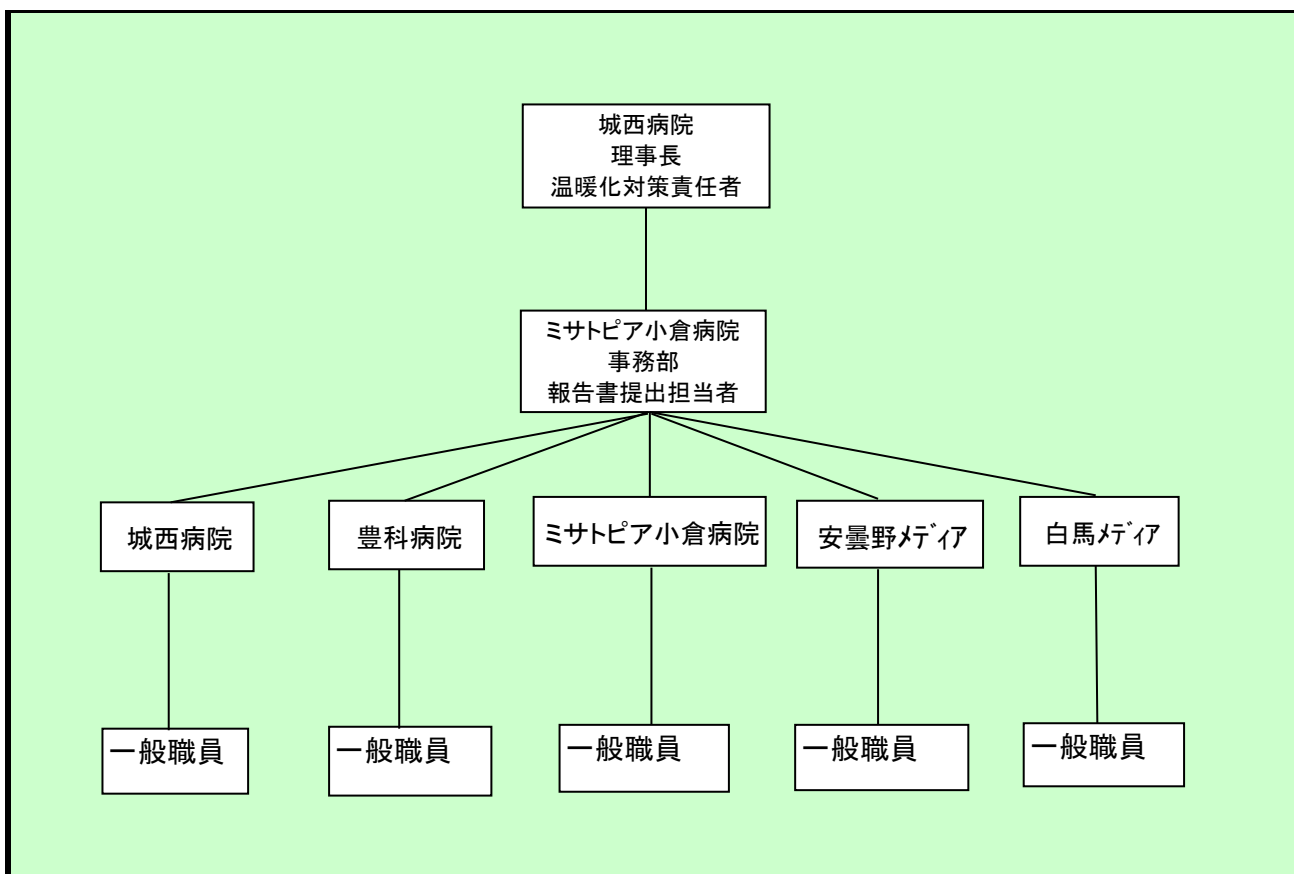 城西病院
理事長
温暖化対策責任者
ミサトピア小倉病院
事務部
報告書提出担当者
城西病院
豊科病院
ミサトピア小倉病院
安曇野ﾒﾃﾞｨｱ
白馬ﾒﾃﾞｨｱ
一般職員
一般職員
一般職員
一般職員
一般職員